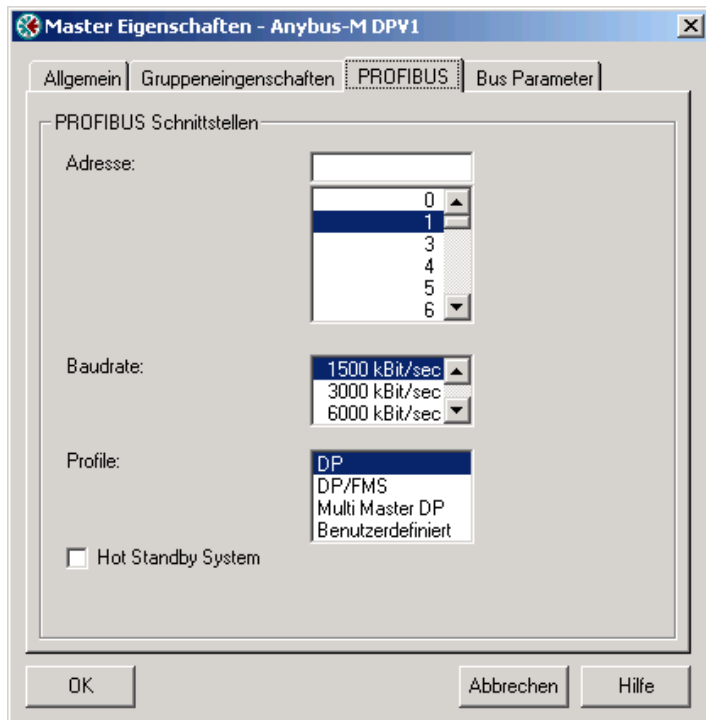 Master Eigenschaften - Anybus-M DPV1
Allgemein Gruppeneingenschaften PROFIBUS Bus Parameter
PROFIBUS Schnittstellen
Adresse:
0
1
3
4
5
6
Baudrate:
1500 kBit/sec
3000 kBit/sec
6000 kBit/sec
Profile:
DP
DP/FMS
Multi Master DP
Benutzerdefiniert
Hot Standby System
OK Abbrechen Hilfe